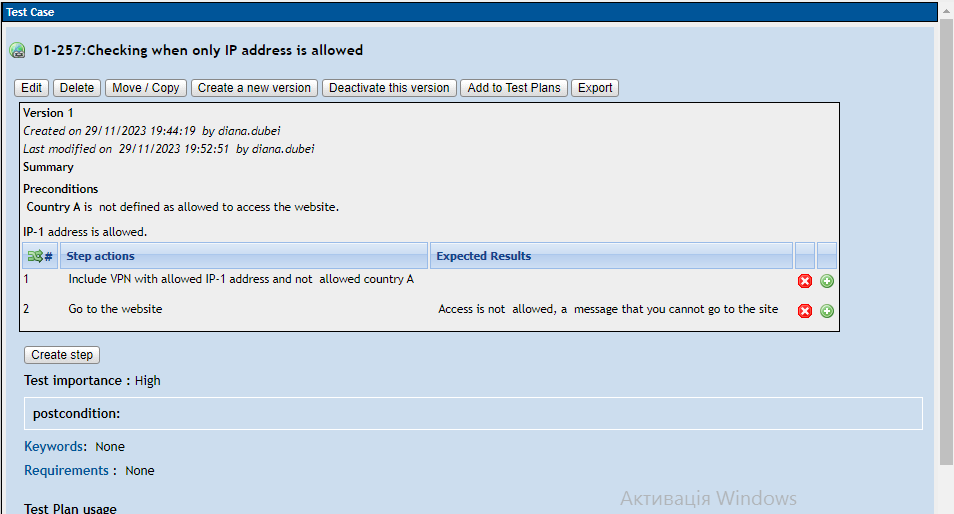 Test Case
D1-257:Checking when only IP address is allowed
Edit Delete Move / Copy Create a new version Deactivate this version Add to Test Plans Export
Version 1
Created on 29/11/2023 19:44:19 by diana.dubei
Last modified on 29/11/2023 19:52:51 by diana.dubei
Summary
Preconditions
Country A is not defined as allowed to access the website.
IP-1 address is allowed.
# Step actions Expected Results
1 Include VPN with allowed IP-1 address and not allowed country A
2 Go to the website Access is not allowed, a message that you cannot go to the site
Create step
Test importance : High
postcondition:
Keywords: None
Requirements : None
Активація Windows
Test Plan usage